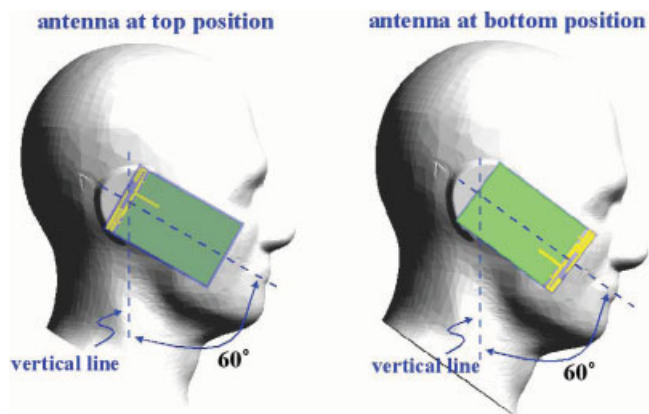 antenna at top position
antenna at bottom position
vertical line
60°
vertical line
60°